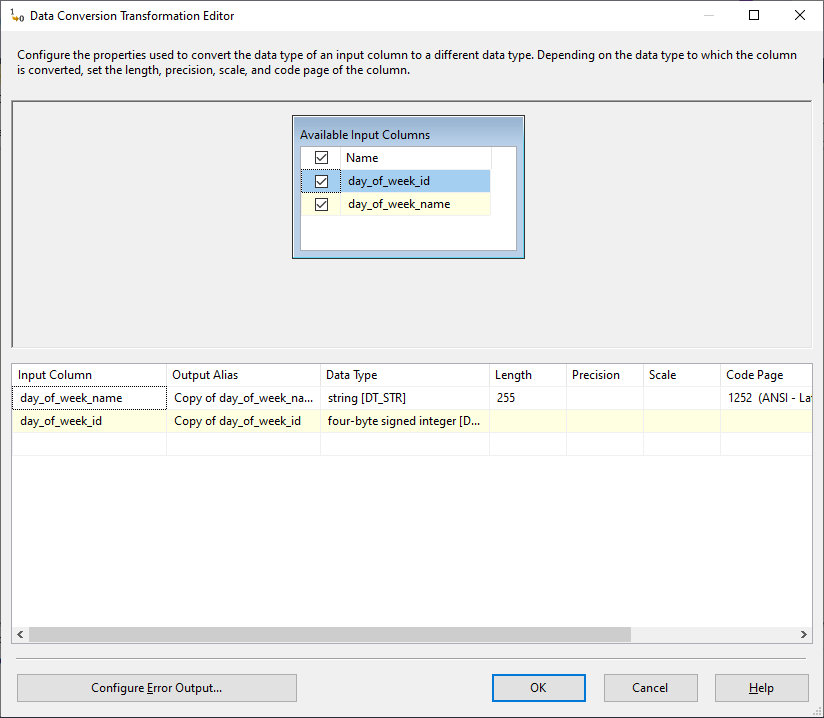 Data Conversion Transformation Editor
Configure the properties used to convert the data type of an input column to a different data type. Depending on the data type to which the column
is converted, set the length, precision, scale, and code page of the column.
Available Input Columns
Name
day_of_week_id
day_of_week_name
Input Column Output Alias Data Type Length Precision Scale Code Page
day_of_week_name Copy of day_of_week_na... string [DT_STR] 255 1252 (ANSI - La
day_of_week_id Copy of day_of_week_id four-byte signed integer [D...
Configure Error Output... OK Cancel Help